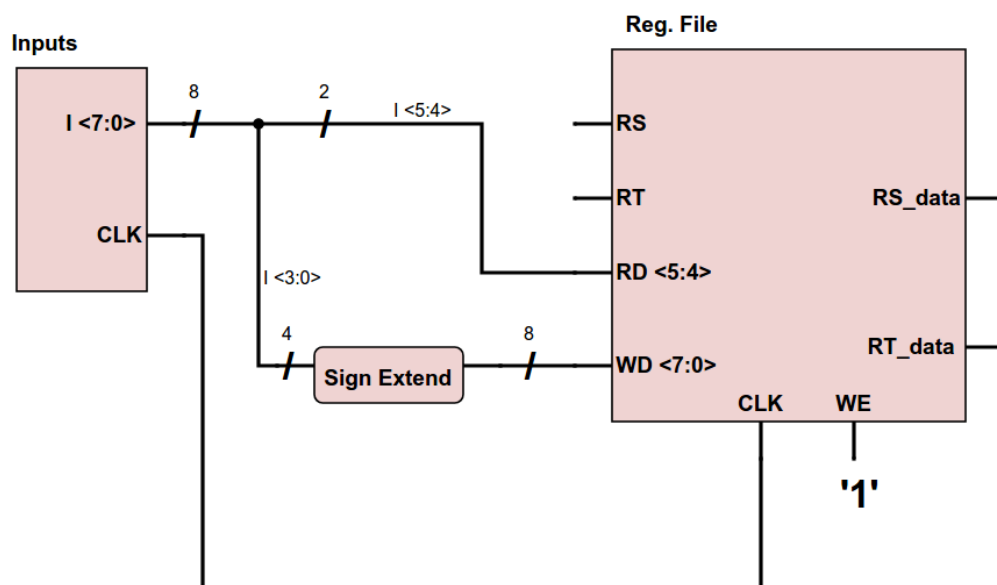 Reg. File
Inputs
8
2
I <5:4>
I <7:0>
RS
RT
RS_data
CLK
RD <5:4>
I <3:0>
4
8
RT_data
Sign Extend
WD <7:0>
CLK
WE
'1'